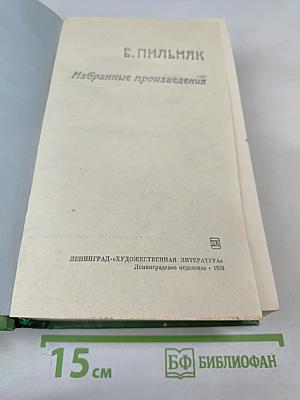 Б. ПИЛЬНЯК
Избранные произведения
ЛЕНИНГРАД «ХУДОЖЕСТВЕННАЯ ЛИТЕРАТУРА»
Ленинградское отделение • 1978
15 см
БФ БИБЛИОФАН